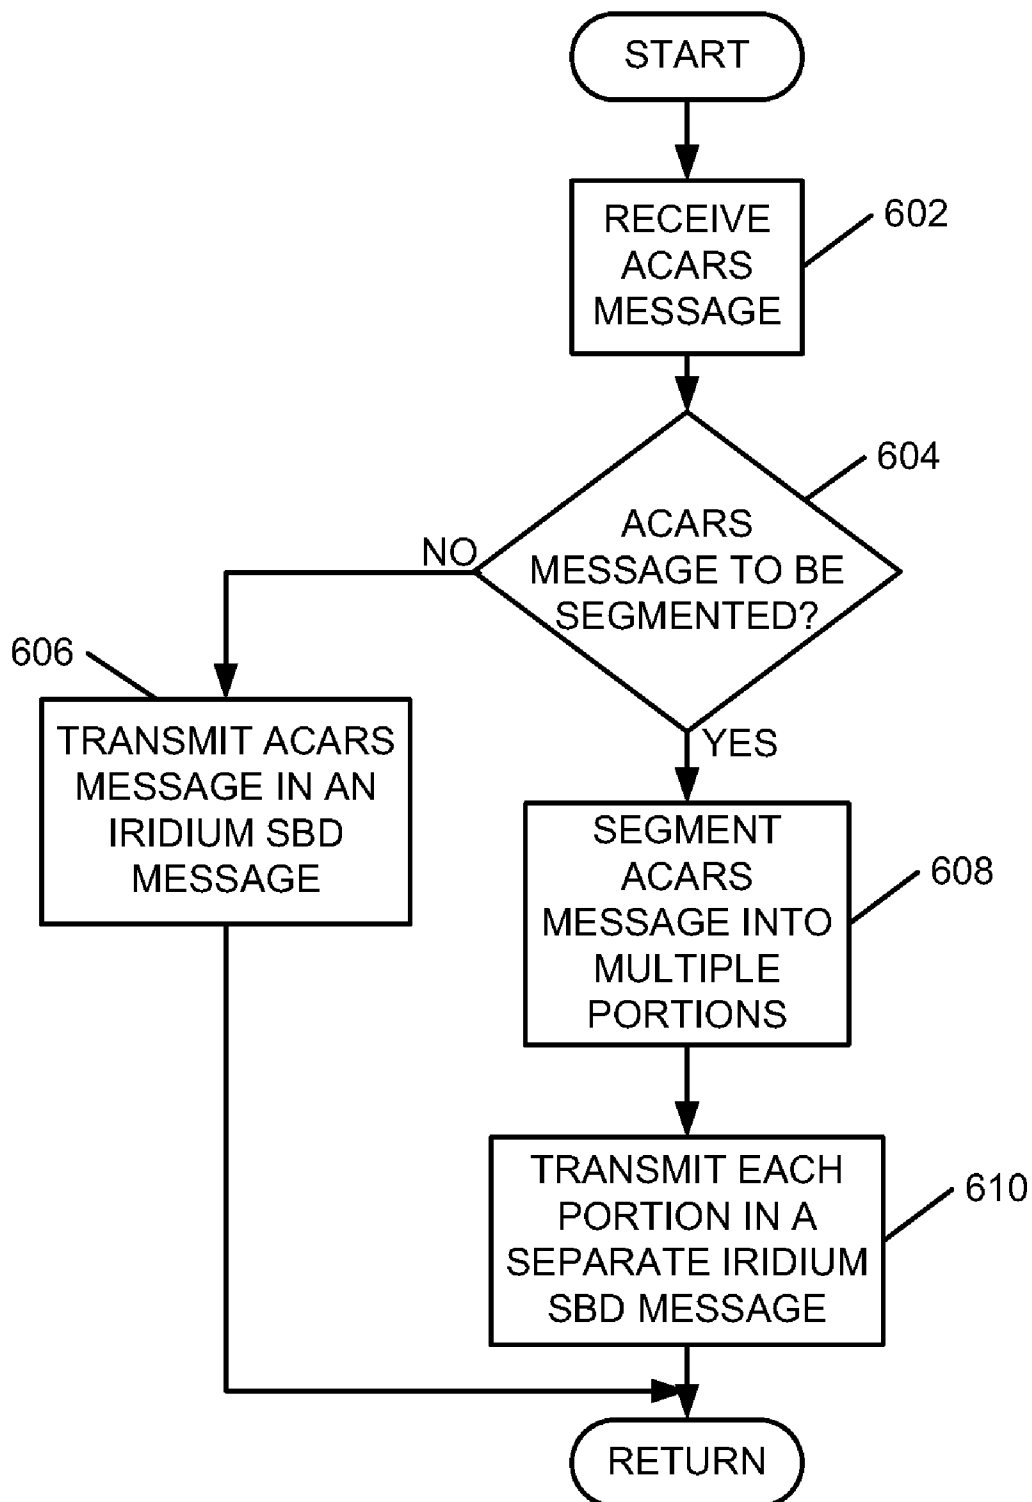 START
RECEIVE
ACARS
MESSAGE
602
604
ACARS
MESSAGE TO BE
SEGMENTED?
NO
YES
606
TRANSMIT ACARS
MESSAGE IN AN
IRIDIUM SBD
MESSAGE
SEGMENT
ACARS
MESSAGE INTO
MULTIPLE
PORTIONS
608
TRANSMIT EACH
PORTION IN A
SEPARATE IRIDIUM
SBD MESSAGE
610
RETURN